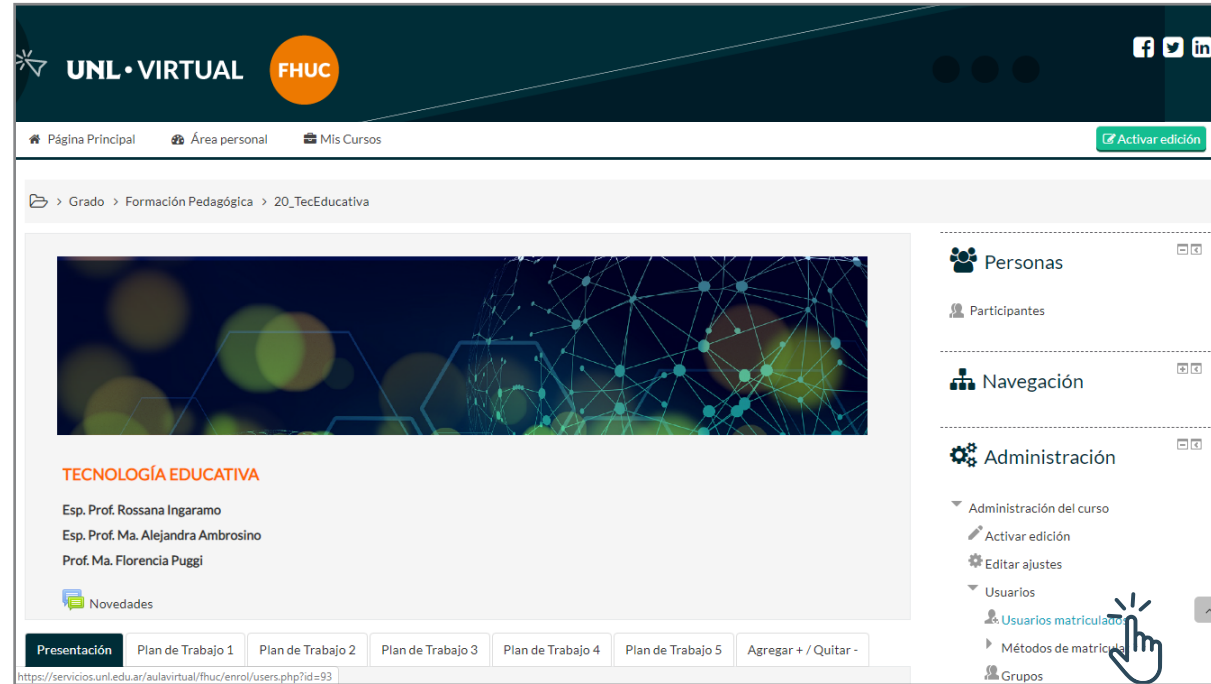 UNL • VIRTUAL FHUC
Página Principal Área personal Mis Cursos Activar edición
> Grado > Formación Pedagógica > 20_TecEducativa
TECNOLOGÍA EDUCATIVA
Esp. Prof. Rossana Ingaramo
Esp. Prof. Ma. Alejandra Ambrosino
Prof. Ma. Florencia Puggi
Novedades
Presentación Plan de Trabajo 1 Plan de Trabajo 2 Plan de Trabajo 3 Plan de Trabajo 4 Plan de Trabajo 5 Agregar + / Quitar -
https://servicios.unl.edu.ar/aulavirtual/fhuc/enrol/users.php?id=93
Personas
Participantes
Navegación
Administración
Administración del curso
Activar edición
Editar ajustes
Usuarios
Usuarios matriculados
Métodos de
Grupos